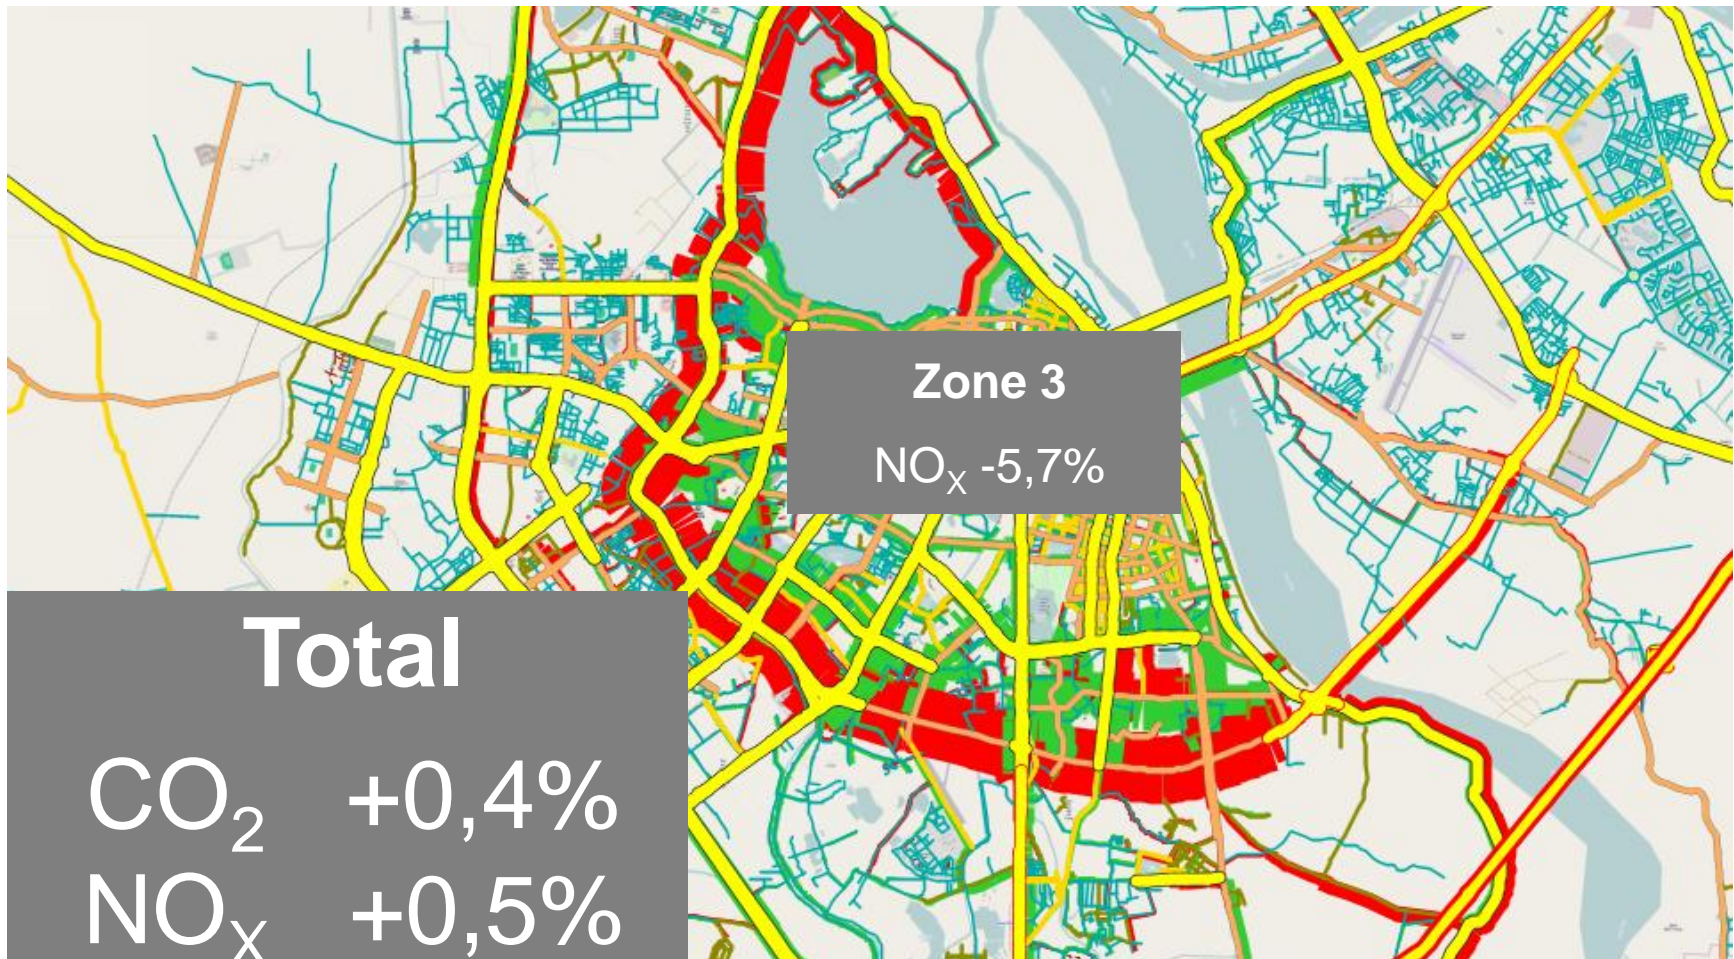 Zone 3
NOₓ -5,7%
Total
CO₂ +0,4%
NOₓ +0,5%